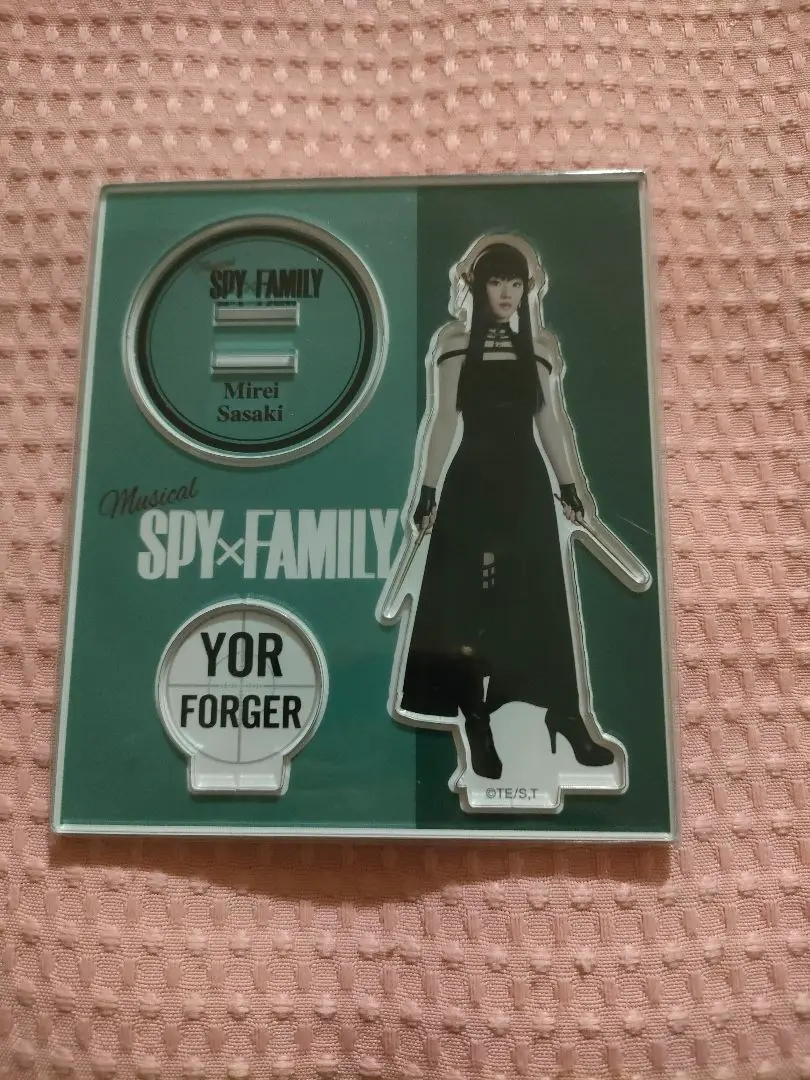 Musical
SPY×FAMILY
Mirei
Sasaki
Musical
SPY×FAMILY
YOR
FORGER
©TE/S,T